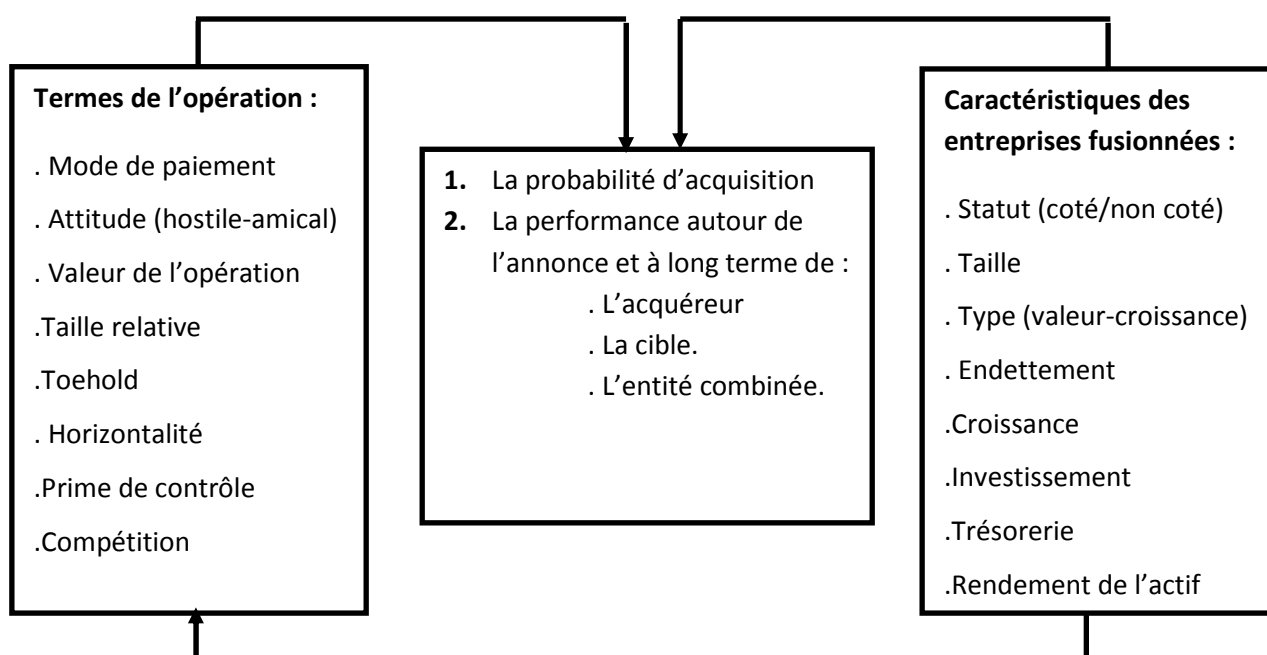 Termes de l’opération :
. Mode de paiement
. Attitude (hostile-amical)
. Valeur de l’opération
.Taille relative
.Toehold
. Horizontalité
.Prime de contrôle
.Compétition
1. La probabilité d’acquisition
2. La performance autour de
l’annonce et à long terme de :
. L’acquéreur
. La cible.
. L’entité combinée.
Caractéristiques des
entreprises fusionnées :
. Statut (coté/non coté)
. Taille
. Type (valeur-croissance)
. Endettement
.Croissance
.Investissement
.Trésorerie
.Rendement de l’actif